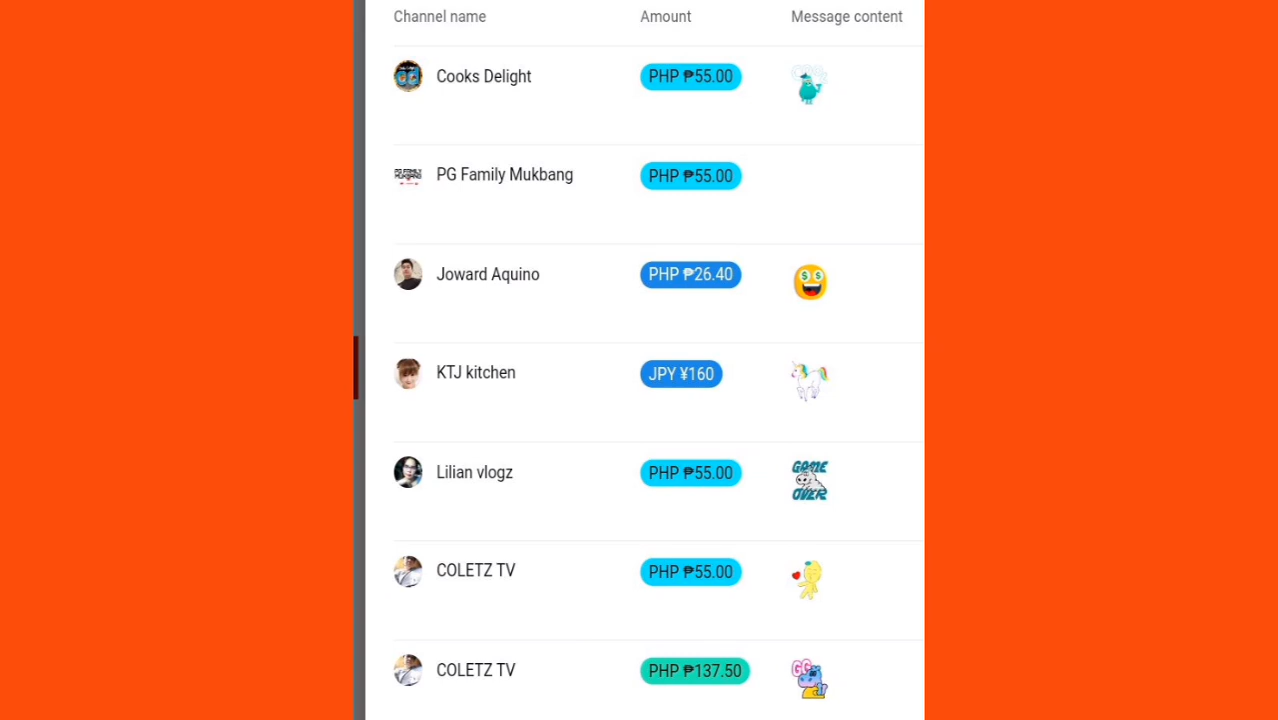 Channel name Amount Message content
Cooks Delight PHP ₱55.00
PG Family Mukbang PHP ₱55.00
Joward Aquino PHP ₱26.40
KTJ kitchen JPY ¥160
Lilian vlogz PHP ₱55.00 GAME
OVER
COLETZ TV PHP ₱55.00
COLETZ TV PHP ₱137.50 GG